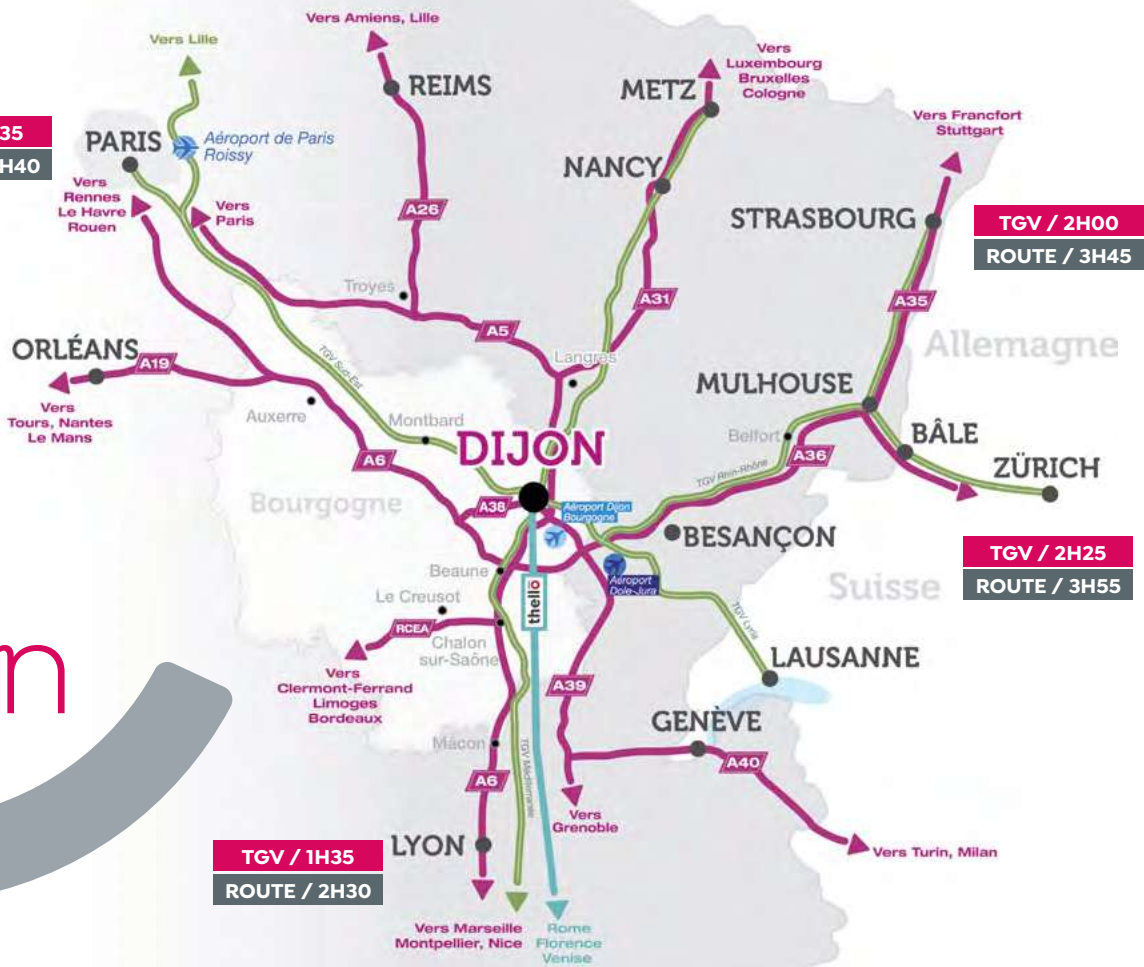 Vers Amiens, Lille
Vers Lille
REIMS
METZ
Vers
Luxembourg
Bruxelles
Cologne
Vers Francfort
Stuttgart
35
H40
PARIS
Aéroport de Paris
Roissy
Vers
Rennes
Le Havre
Rouen
Vers
Paris
A26
NANCY
STRASBOURG
TGV / 2H00
ROUTE / 3H45
Troyes
A5
A31
A35
Allemagne
ORLÉANS
A19
TGV Sud-Est
Langres
MULHOUSE
Vers
Tours, Nantes
Le Mans
Auxerre
Montbard
DIJON
Belfort
BÂLE
A6
A36
ZÜRICH
TGV Rhin-Rhône
Bourgogne
A38
Aéroport Dijon
Bourgogne
BESANÇON
TGV / 2H25
ROUTE / 3H55
Beaune
Aéroport
Dole-Jura
Suisse
Le Creusot
thello
TGV Lyria
RCEA
Chalon
sur-Saône
LAUSANNE
Vers
Clermont-Ferrand
Limoges
Bordeaux
A39
GENÈVE
Mâcon
TGV Méditerranée
A40
A6
Vers
Grenoble
LYON
Vers Turin, Milan
TGV / 1H35
ROUTE / 2H30
Vers Marseille
Montpellier, Nice
Rome
Florence
Venise